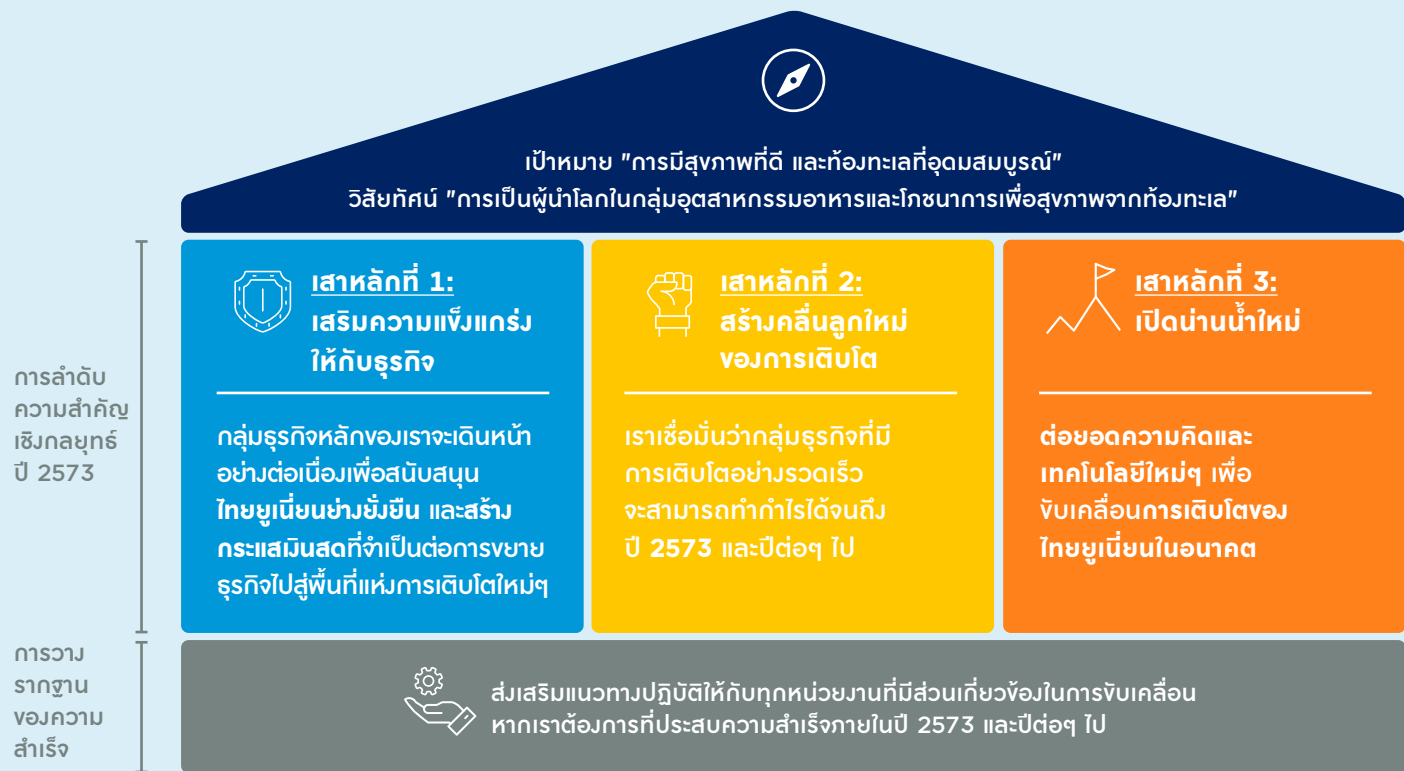 เป้าหมาย "การมีสุขภาพที่ดี และท้องทะเลที่อุดมสมบูรณ์"
วิสัยทัศน์ "การเป็นผู้นำโลกในกลุ่มอุตสาหกรรมอาหารและโภชนาการเพื่อสุขภาพจากท้องทะเล"
การลำดับ
ความสำคัญ
เชิงกลยุทธ์
ปี 2573
เสาหลักที่ 1:
เสริมความแข็งแกร่ง
ให้กับธุรกิจ
กลุ่มธุรกิจหลักของเราจะเดินหน้า
อย่างต่อเนื่องเพื่อสนับสนุน
ไทยยูเนี่ยนย่างยั่งยืน และสร้าง
กระแสเงินสดที่จำเป็นต่อการขยาย
ธุรกิจไปสู่พื้นที่แห่งการเติบโตใหม่ๆ
เสาหลักที่ 2:
สร้างคลื่นลูกใหม่
ของการเติบโต
เราเชื่อมั่นว่ากลุ่มธุรกิจที่มี
การเติบโตอย่างรวดเร็ว
จะสามารถทำกำไรได้จนถึง
ปี 2573 และปีต่อๆ ไป
เสาหลักที่ 3:
เปิดน่านน้ำใหม่
ต่อยอดความคิดและ
เทคโนโลยีใหม่ๆ เพื่อ
ขับเคลื่อนการเติบโตของ
ไทยยูเนี่ยนในอนาคต
การวาง
รากฐาน
ของความ
สำเร็จ
ส่งเสริมแนวทางปฏิบัติให้กับทุกหน่วยงานที่มีส่วนเกี่ยวข้องในการขับเคลื่อน
หากเราต้องการที่ประสบความสำเร็จภายในปี 2573 และปีต่อๆ ไป